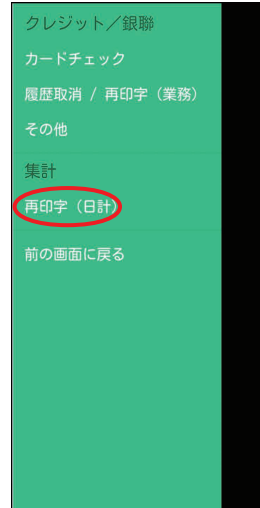 クレジット／銀聯
カードチェック
履歴取消 / 再印字（業務）
その他
集計
再印字（日計）
前の画面に戻る